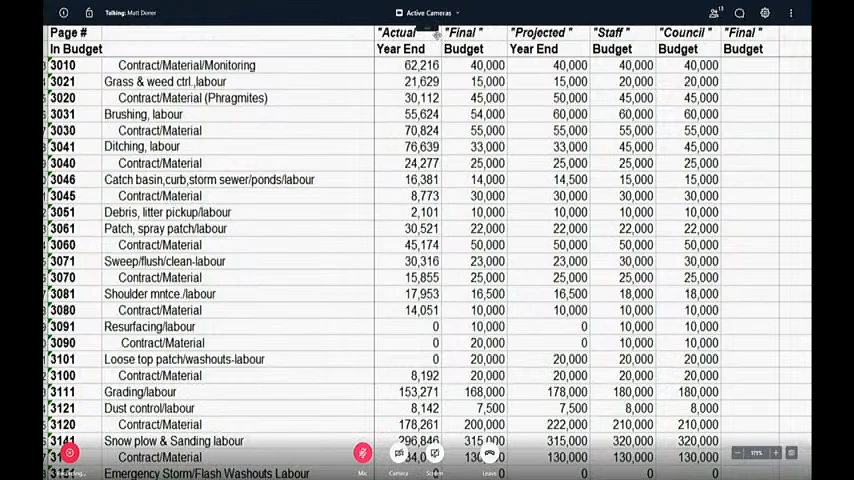 Talking: Matt Doner
Active Cameras
13
Page # "Actual" "Final " "Projected " "Staff " "Council " "Final "
In Budget Year End Budget Year End Budget Budget Budget
3010 Contract/Material/Monitoring 62,216 40,000 40,000 40,000 40,000
3021 Grass & weed ctrl.,labour 21,629 15,000 15,000 20,000 20,000
3020 Contract/Material (Phragmites) 30,112 45,000 50,000 45,000 45,000
3031 Brushing, labour 55,624 54,000 60,000 60,000 60,000
3030 Contract/Material 70,824 55,000 55,000 55,000 55,000
3041 Ditching, labour 76,639 33,000 33,000 45,000 45,000
3040 Contract/Material 24,277 25,000 25,000 25,000 25,000
3046 Catch basin,curb,storm sewer/ponds/labour 16,381 14,000 14,500 15,000 15,000
3045 Contract/Material 8,773 30,000 30,000 30,000 30,000
3051 Debris, litter pickup/labour 2,101 10,000 10,000 10,000 10,000
3061 Patch, spray patch/labour 30,521 22,000 22,000 22,000 22,000
3060 Contract/Material 45,174 50,000 50,000 50,000 50,000
3071 Sweep/flush/clean-labour 30,316 23,000 23,000 30,000 30,000
3070 Contract/Material 15,855 25,000 25,000 25,000 25,000
3081 Shoulder mntce./labour 17,953 16,500 16,500 18,000 18,000
3080 Contract/Material 14,051 10,000 10,000 10,000 10,000
3091 Resurfacing/labour 0 10,000 0 10,000 10,000
3090 Contract/Material 0 20,000 0 10,000 10,000
3101 Loose top patch/washouts-labour 0 20,000 20,000 20,000 20,000
3100 Contract/Material 8,192 20,000 20,000 20,000 20,000
3111 Grading/labour 153,271 168,000 178,000 180,000 180,000
3121 Dust control/labour 8,142 7,500 7,500 8,000 8,000
3120 Contract/Material 178,261 200,000 222,000 210,000 210,000
3141 Snow plow & Sanding labour 296,846 315,000 315,000 320,000 320,000
Contract/Material 130,000 130,000 130,000
3151 Emergency Storm/Flash Washouts Labour 0 0 0 0 0
Mic Camera Leave